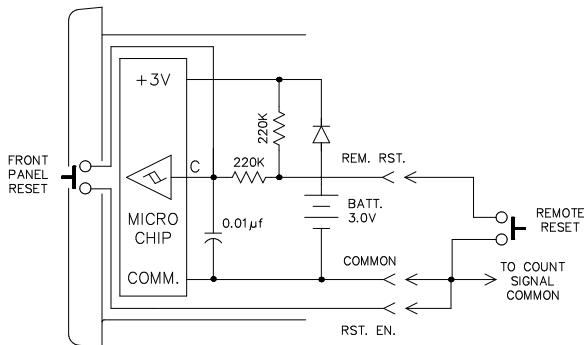 +3V
220K
FRONT
PANEL
RESET
C
220K
REM. RST.
MICRO
CHIP
0.01µf
BATT.
3.0V
REMOTE
RESET
COMM.
COMMON
TO COUNT
SIGNAL
COMMON
RST. EN.